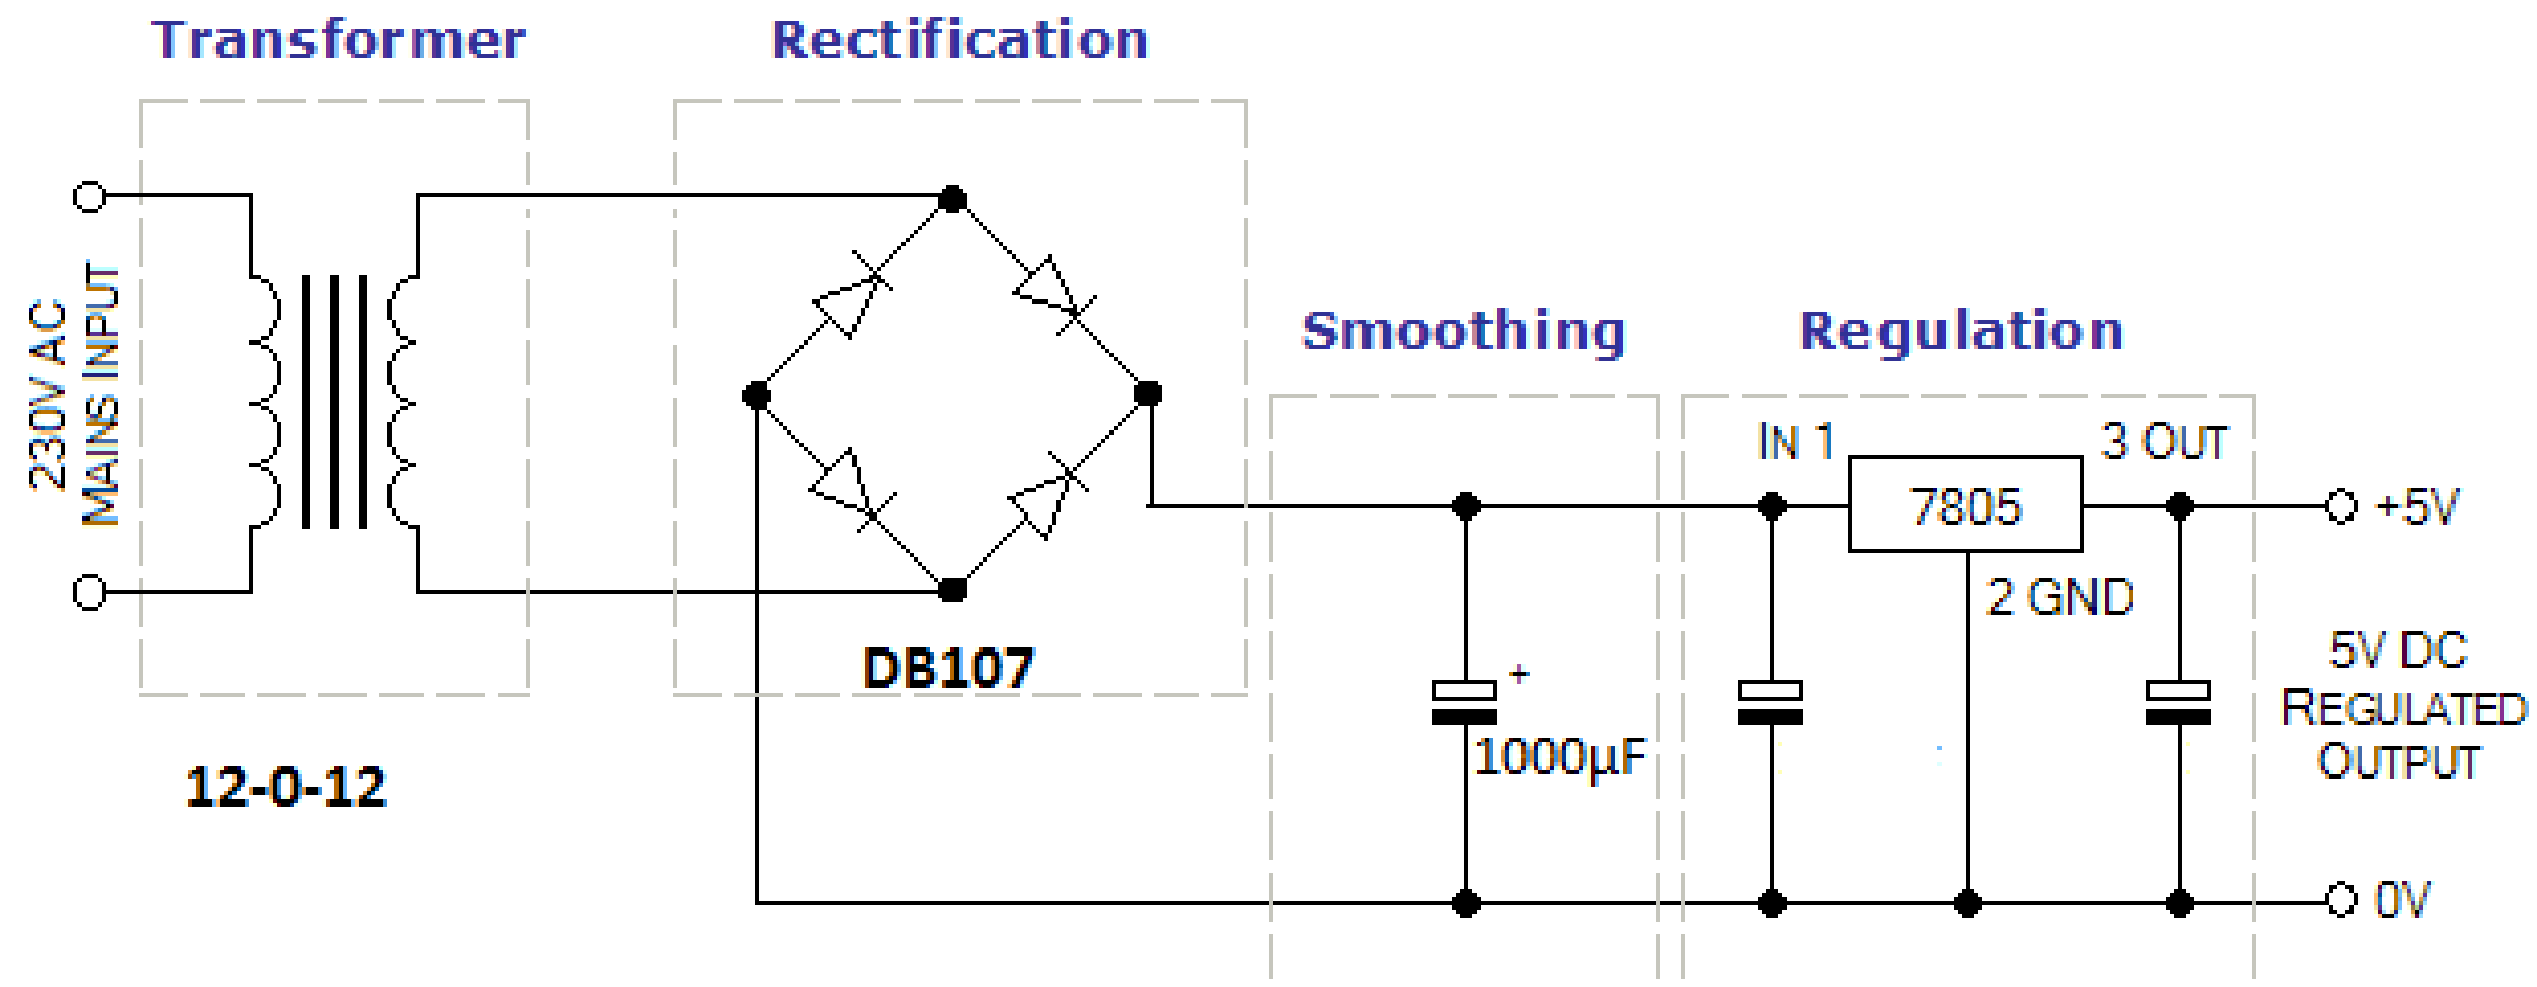 Transformer
Rectification
230V AC
MAINS INPUT
Smoothing
Regulation
IN 1
3 OUT
7805
+5V
2 GND
DB107
+
1000µF
5V DC
REGULATED
OUTPUT
12-0-12
0V